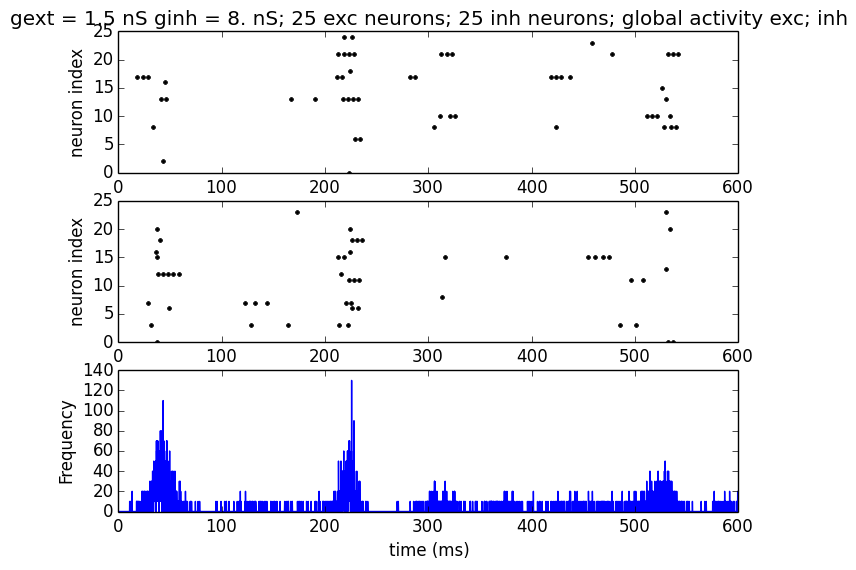 gext = 1.5 nS ginh = 8. nS; 25 exc neurons; 25 inh neurons; global activity exc; inh
25
20
15
10
5
0
neuron index
0 100 200 300 400 500 600
25
20
15
10
5
0
neuron index
0 100 200 300 400 500 600
140
120
100
80
60
40
20
0
Frequency
0 100 200 300 400 500 600
time (ms)